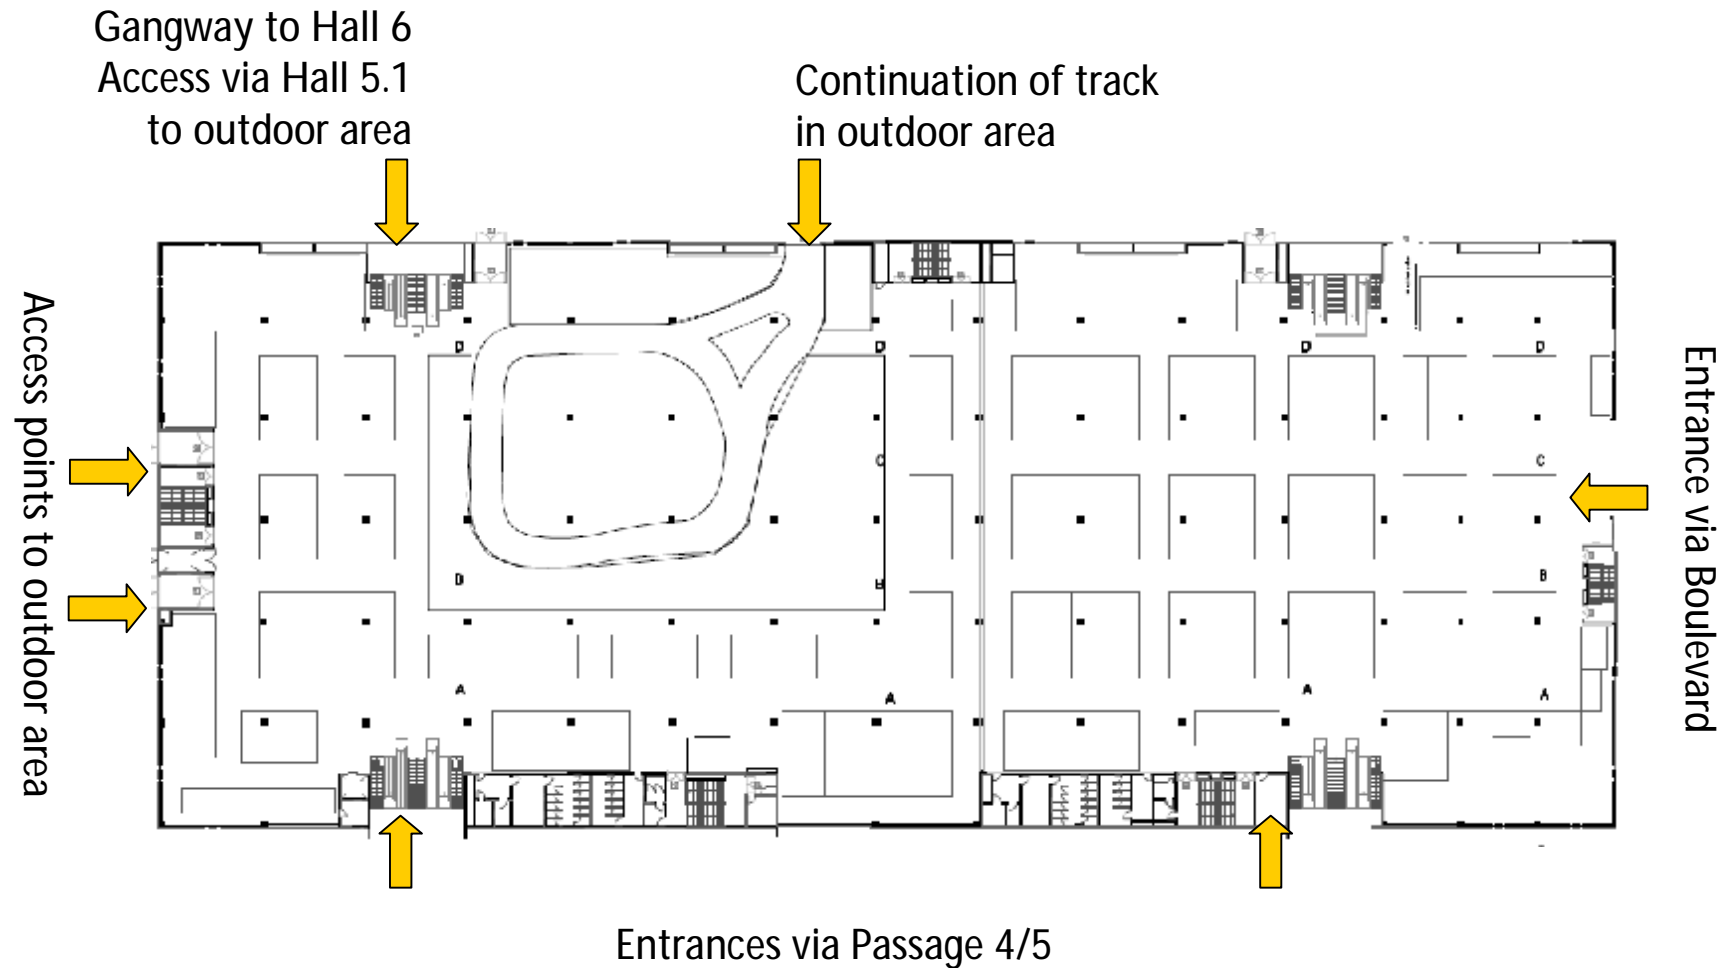 Gangway to Hall 6
Access via Hall 5.1
to outdoor area
Continuation of track
in outdoor area
Access points to outdoor area
Entrance via Boulevard
D
D
D
D
C
C
D
B
B
A
A
A
A
Entrances via Passage 4/5